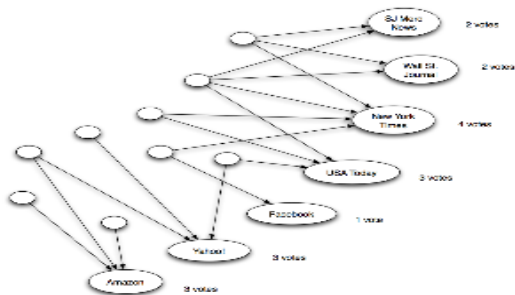 SJ Merc
News
2 votes
Wall St.
Journal
2 votes
New York
Times
4 votes
USA Today
3 votes
Facebook
1 vote
Yahoo!
3 votes
Amazon
3 votes